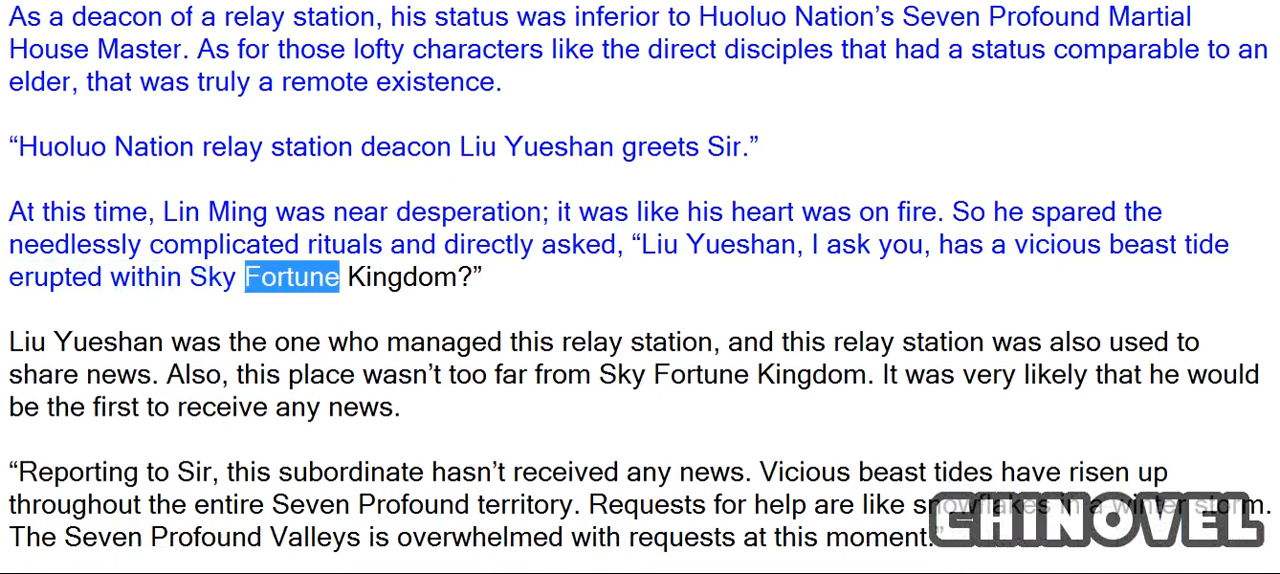 As a deacon of a relay station, his status was inferior to Huoluo Nation’s Seven Profound Martial
House Master. As for those lofty characters like the direct disciples that had a status comparable to an
elder, that was truly a remote existence.
“Huoluo Nation relay station deacon Liu Yueshan greets Sir.”
At this time, Lin Ming was near desperation; it was like his heart was on fire. So he spared the
needlessly complicated rituals and directly asked, “Liu Yueshan, I ask you, has a vicious beast tide
erupted within Sky Fortune Kingdom?”
Liu Yueshan was the one who managed this relay station, and this relay station was also used to
share news. Also, this place wasn’t too far from Sky Fortune Kingdom. It was very likely that he would
be the first to receive any news.
“Reporting to Sir, this subordinate hasn’t received any news. Vicious beast tides have risen up
throughout the entire Seven Profound territory. Requests for help are like snowflakes in a winter storm.
The Seven Profound Valleys is overwhelmed with requests at this moment.”
CHINOVEL